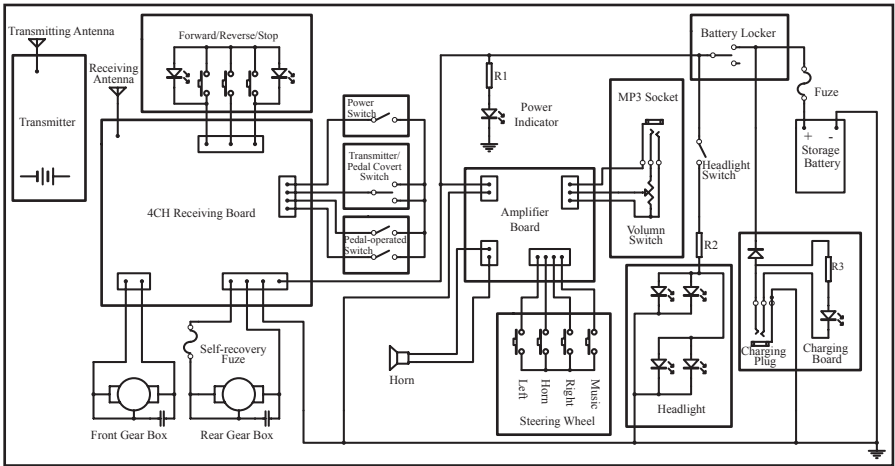 Transmitting Antenna
Forward/Reverse/Stop
Battery Locker
Receiving
Antenna
R1
MP3 Socket
Fuze
Power
Switch
Power
Indicator
Transmitter
+ -
Storage
Battery
Transmitter/
Pedal Covert
Switch
Headlight
Switch
4CH Receiving Board
Amplifier
Board
Volumn
Switch
Pedal-operated
Switch
R2
R3
Self-recovery
Fuze
Charging
Plug
Charging
Board
Horn
Left
Horn
Right
Music
Headlight
Steering Wheel
Front Gear Box
Rear Gear Box